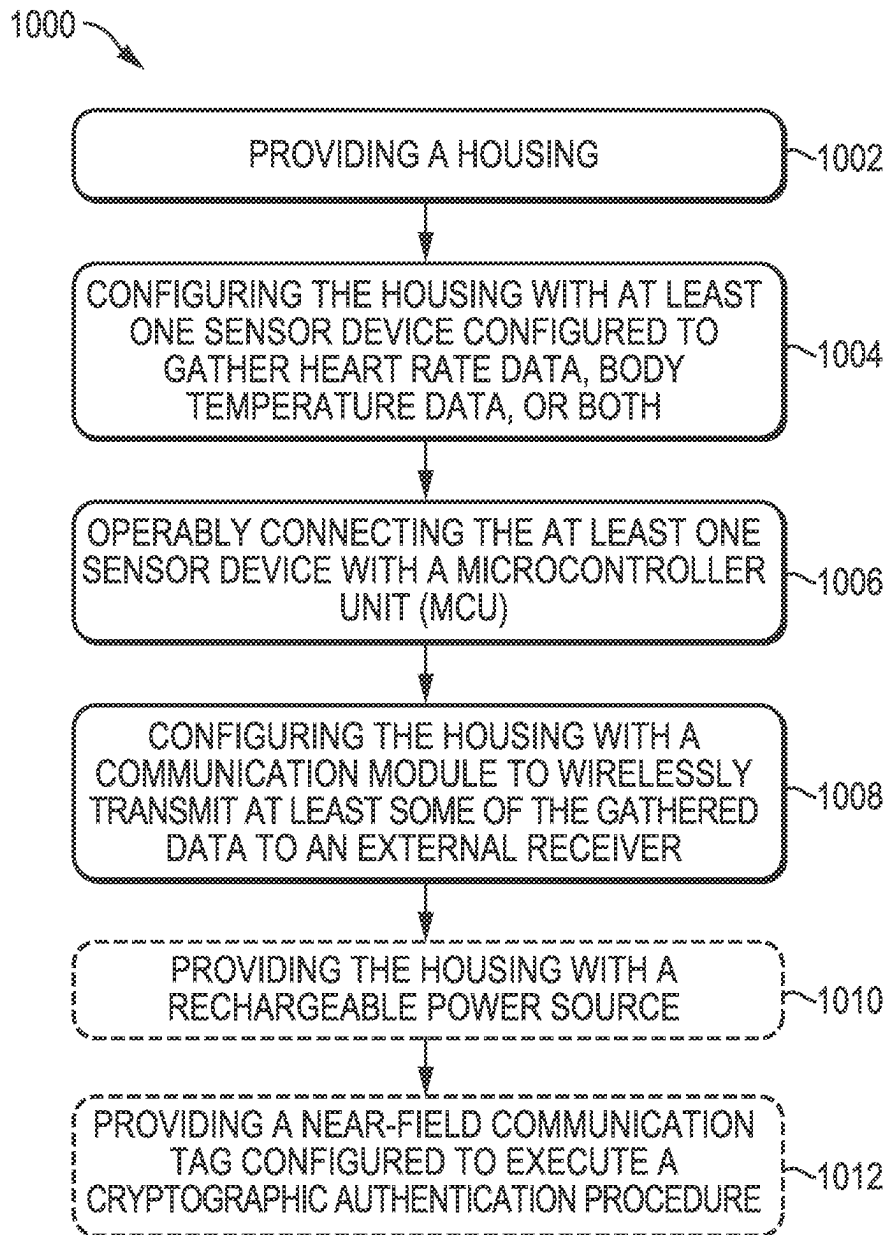 1000
PROVIDING A HOUSING
1002
CONFIGURING THE HOUSING WITH AT LEAST
ONE SENSOR DEVICE CONFIGURED TO
GATHER HEART RATE DATA, BODY
TEMPERATURE DATA, OR BOTH
1004
OPERABLY CONNECTING THE AT LEAST ONE
SENSOR DEVICE WITH A MICROCONTROLLER
UNIT (MCU)
1006
CONFIGURING THE HOUSING WITH A
COMMUNICATION MODULE TO WIRELESSLY
TRANSMIT AT LEAST SOME OF THE GATHERED
DATA TO AN EXTERNAL RECEIVER
1008
PROVIDING THE HOUSING WITH A
RECHARGEABLE POWER SOURCE
1010
PROVIDING A NEAR-FIELD COMMUNICATION
TAG CONFIGURED TO EXECUTE A
CRYPTOGRAPHIC AUTHENTICATION PROCEDURE
1012